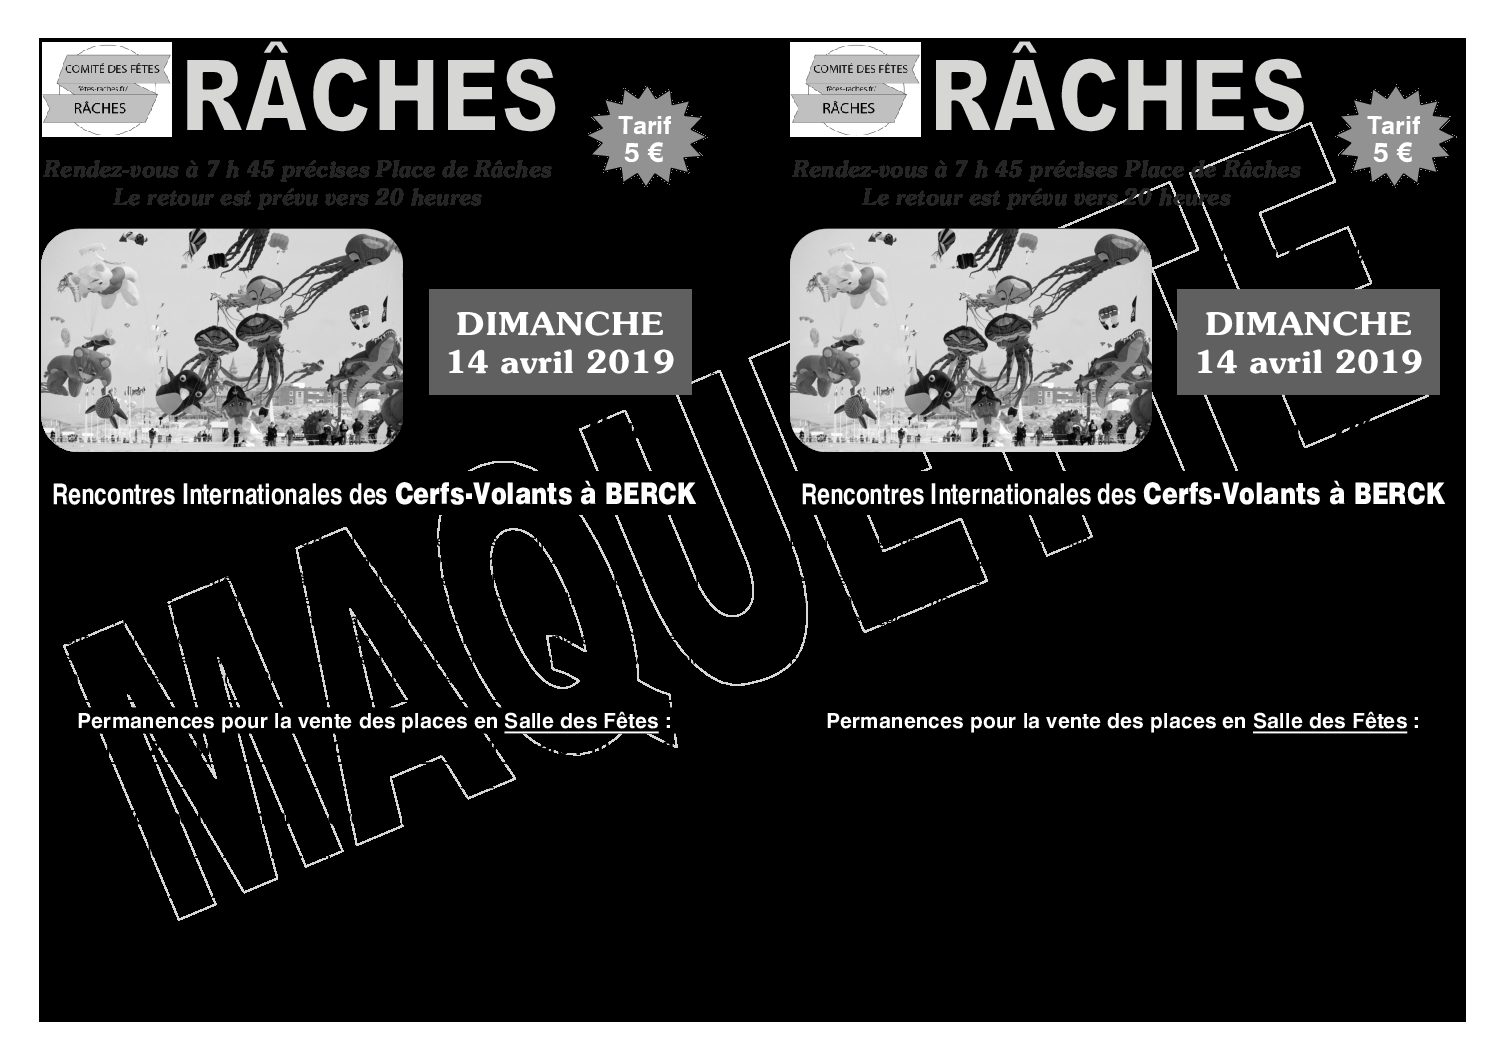 COMITÉ DES FÊTES
fêtes-raches.fr/
RÂCHES
RÂCHES
Tarif
5 €
Rendez-vous à 7 h 45 précises Place de Râches
Le retour est prévu vers 20 heures
DIMANCHE
14 avril 2019
Rencontres Internationales des Cerfs-Volants à BERCK
Permanences pour la vente des places en Salle des Fêtes :
COMITÉ DES FÊTES
fêtes-raches.fr/
RÂCHES
RÂCHES
Tarif
5 €
Rendez-vous à 7 h 45 précises Place de Râches
Le retour est prévu vers 20 heures
DIMANCHE
14 avril 2019
Rencontres Internationales des Cerfs-Volants à BERCK
Permanences pour la vente des places en Salle des Fêtes :
MAQUETTE